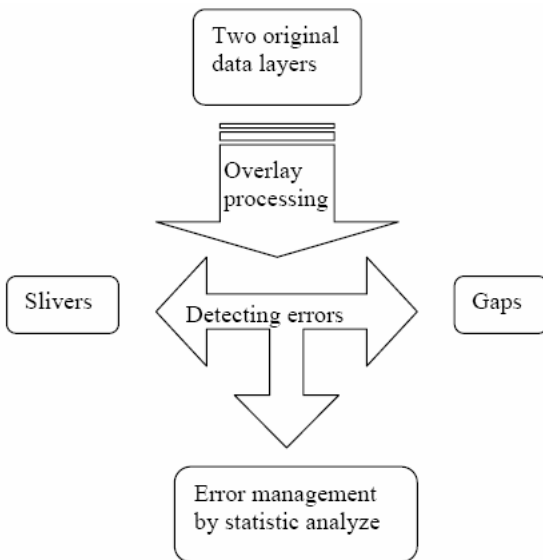 Two original
data layers
Overlay
processing
Slivers
Detecting errors
Gaps
Error management
by statistic analyze